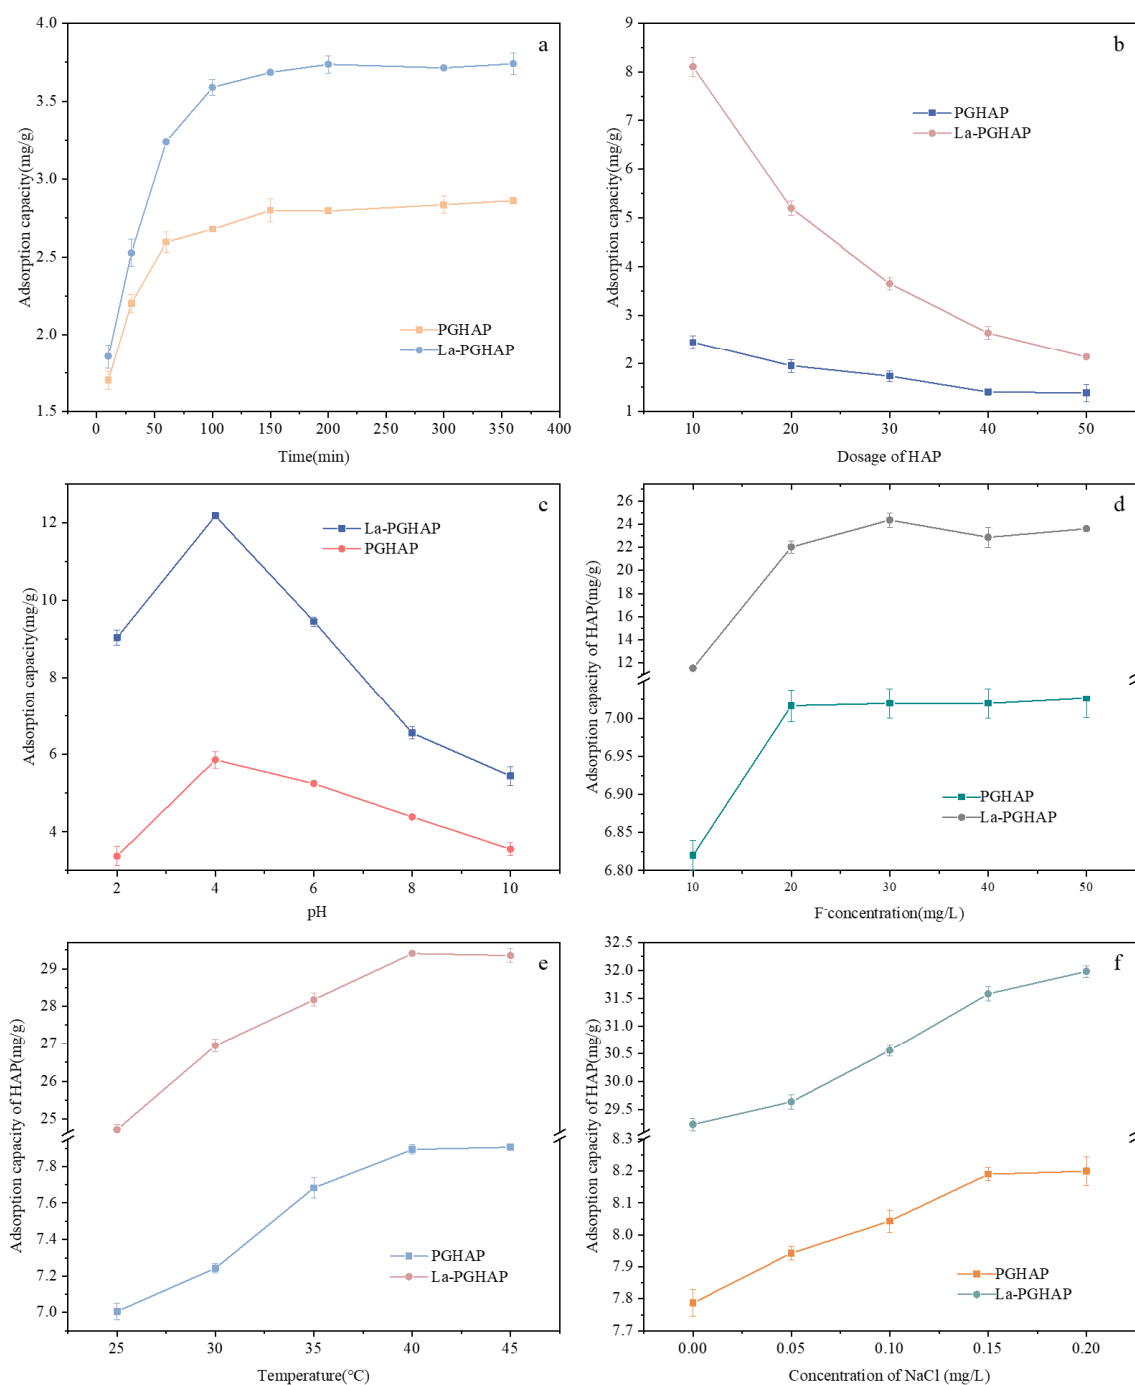 a
Adsorption capacity(mg/g)
4.0
3.5
3.0
2.5
2.0
1.5
PGHAP
La-PGHAP
0 50 100 150 200 250 300 350 400
Time(min)
b
Adsorption capacity(mg/g)
9
8
7
6
5
4
3
2
1
PGHAP
La-PGHAP
10 20 30 40 50
Dosage of HAP
c
Adsorption capacity(mg/g)
12
10
8
6
4
La-PGHAP
PGHAP
2 4 6 8 10
pH
d
Adsorption capacity of HAP(mg/g)
26
24
22
20
18
16
14
12
7.00
6.95
6.90
6.85
6.80
PGHAP
La-PGHAP
10 20 30 40 50
F⁻concentration(mg/L)
e
Adsorption capacity of HAP(mg/g)
29
28
27
26
25
7.8
7.6
7.4
7.2
7.0
PGHAP
La-PGHAP
25 30 35 40 45
Temperature(°C)
f
Adsorption capacity of HAP(mg/g)
32.5
32.0
31.5
30.5
30.0
29.5
8.3
8.2
8.1
8.0
7.9
7.8
7.7
PGHAP
La-PGHAP
0.00 0.05 0.10 0.15 0.20
Concentration of NaCl (mg/L)